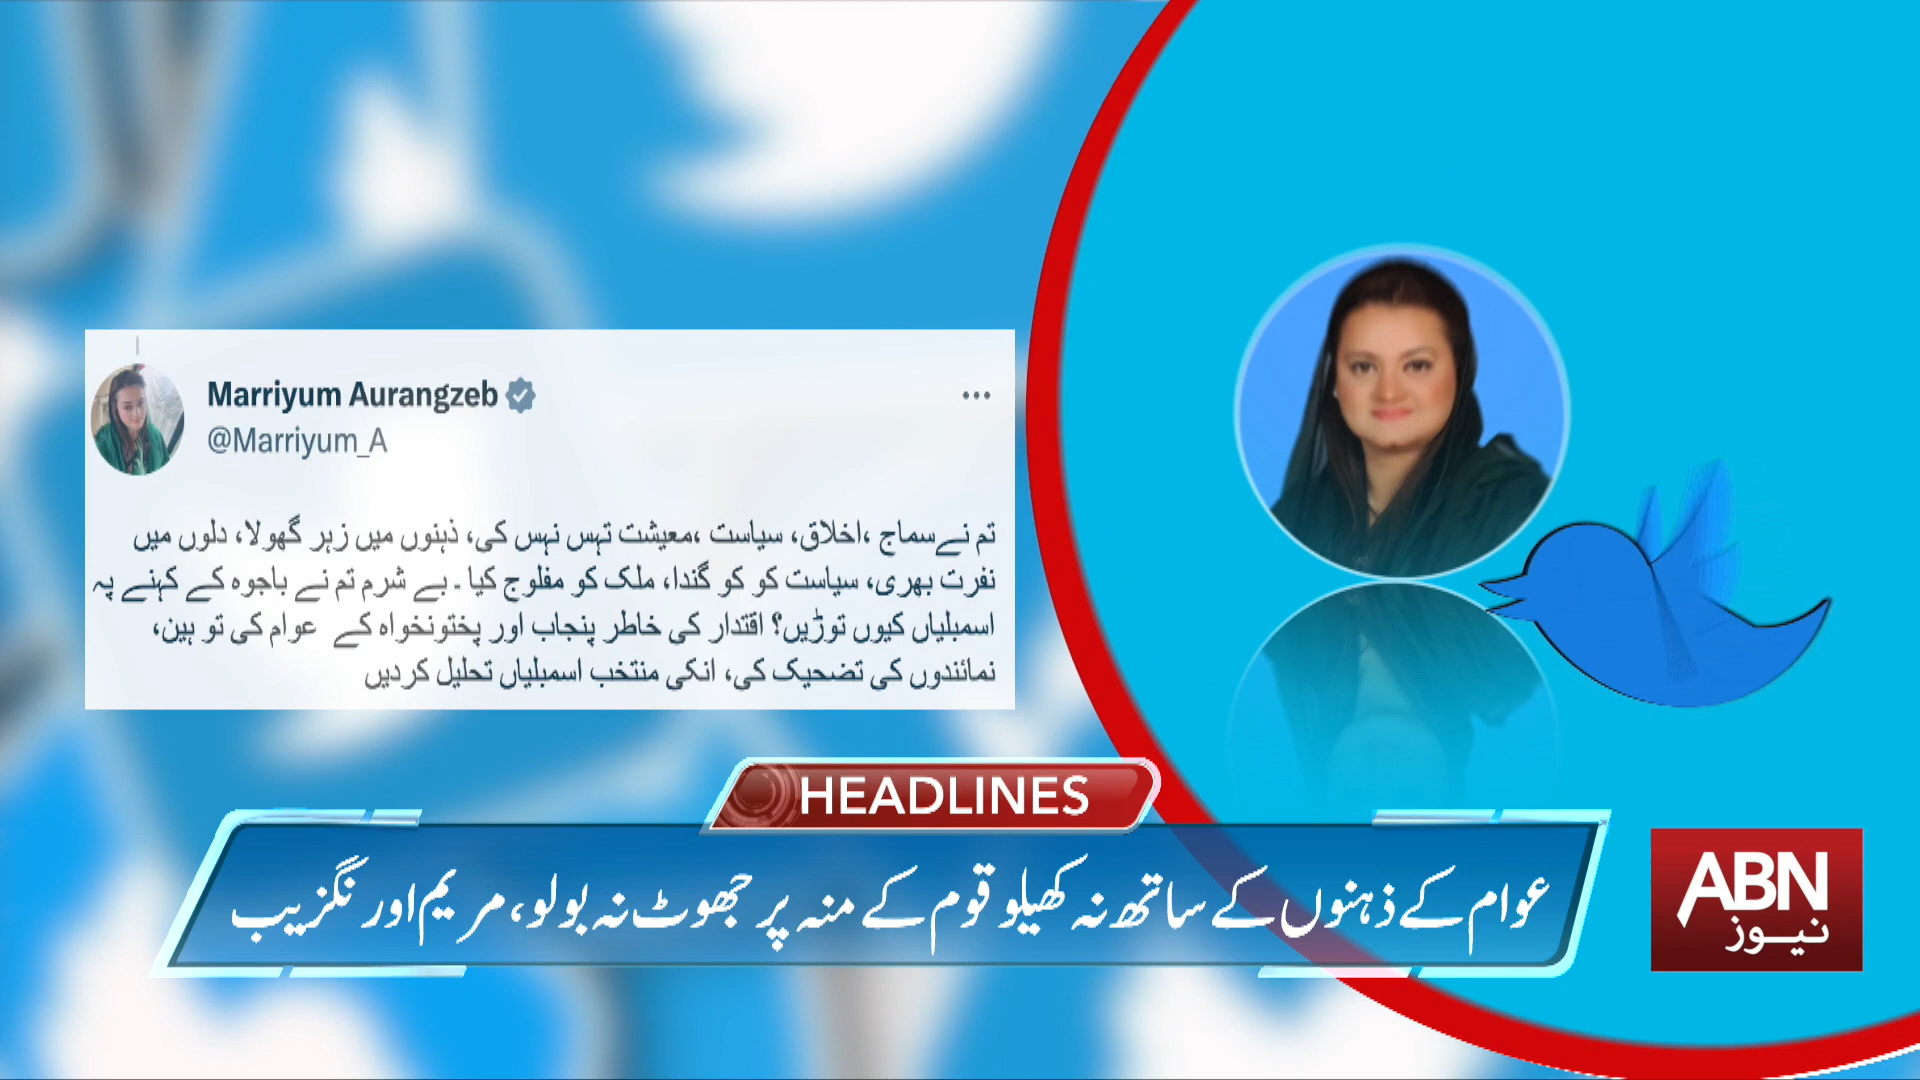 Marriyum Aurangzeb
@Marriyum_A
تم نےسماج ،اخلاق، سیاست ،معیشت تہس نہس کی، ذہنوں میں زہر گھولا، دلوں میں
نفرت بھری، سیاست کو کو گندا، ملک کو مفلوج کیا ۔ بے شرم تم نے باجوہ کے کہنے پہ
اسمبلیاں کیوں توڑیں؟ اقتدار کی خاطر پنجاب اور پختونخواہ کے عوام کی تو ہین،
نمائندوں کی تضحیک کی، انکی منتخب اسمبلیاں تحلیل کردیں
HEADLINES
عوام کے ذہنوں کے ساتھ نہ کھیلو قوم کے منہ پر جھوٹ نہ بولو، مریم اورنگزیب
ABN
نیوز